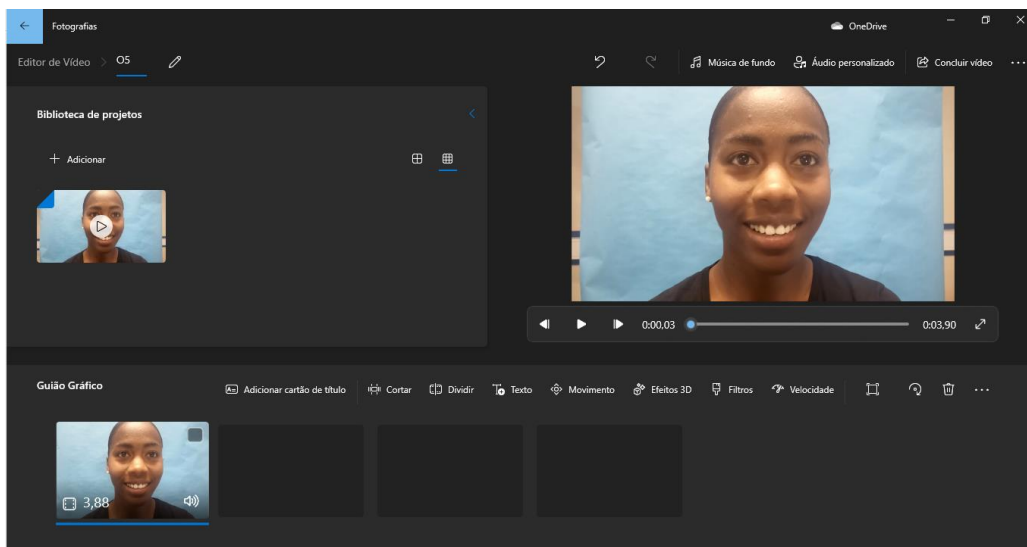 Fotografias
OneDrive
Editor de Vídeo > O5
Música de fundo
Áudio personalizado
Concluir vídeo
Biblioteca de projetos
+ Adicionar
0:00,03
0:03,90
Guião Gráfico
Adicionar cartão de título
Cortar
Dividir
Texto
Movimento
Efeitos 3D
Filtros
Velocidade
3,88